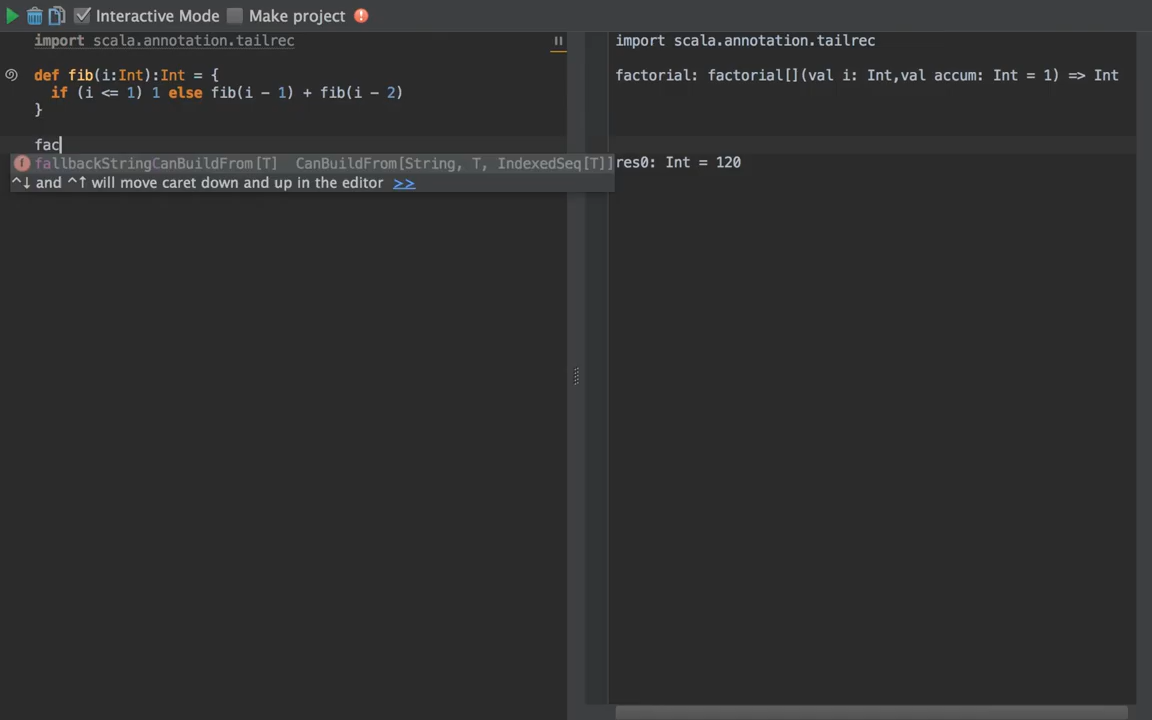 Interactive Mode Make project
import scala.annotation.tailrec
def fib(i:Int):Int = {
if (i <= 1) 1 else fib(i - 1) + fib(i - 2)
}
fac
fallbackStringCanBuildFrom[T] CanBuildFrom[String, T, IndexedSeq[T]]
^↓ and ^↑ will move caret down and up in the editor >>
import scala.annotation.tailrec
factorial: factorial[](val i: Int,val accum: Int = 1) => Int
res0: Int = 120